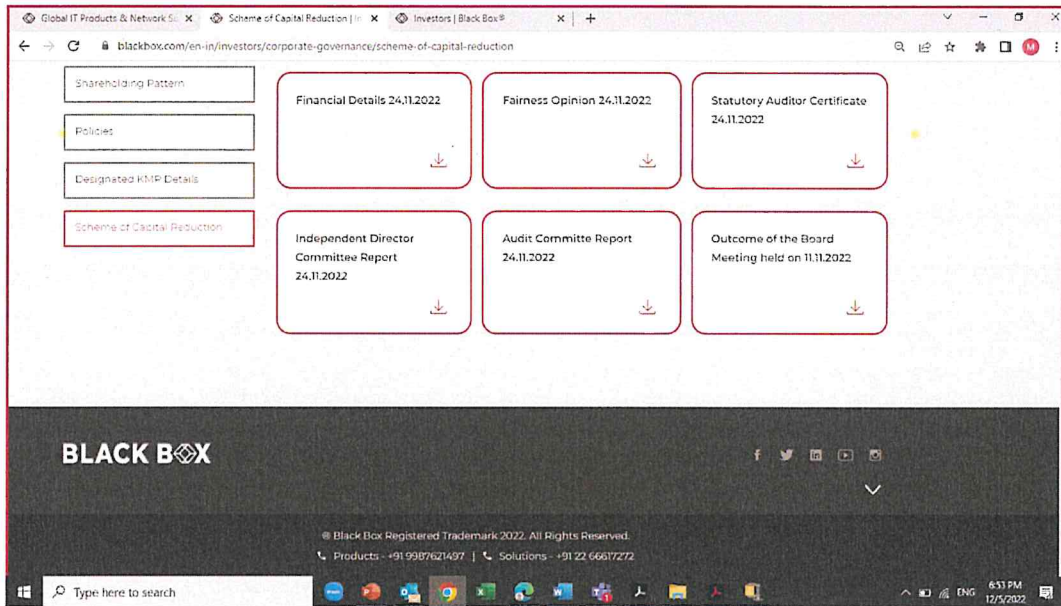 Global IT Products & Network S
Scheme of Capital Reduction | In
Investors | Black Box®
blackbox.com/en-in/investors/corporate-governance/scheme-of-capital-reduction
M
Shareholding Pattern
Policies
Designated KMP Details
Scheme of Capital Reduction
Financial Details 24.11.2022
Fairness Opinion 24.11.2022
Statutory Auditor Certificate
24.11.2022
Independent Director
Committee Report
24.11.2022
Audit Committe Report
24.11.2022
Outcome of the Board
Meeting held on 11.11.2022
BLACK BOX
® Black Box Registered Trademark 2022. All Rights Reserved.
Products - +91 9987621497 | Solutions - +91 22 66617272
Type here to search
ENG
6:53 PM
12/5/2022